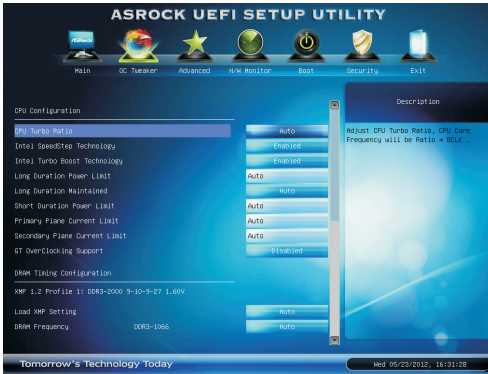 ASROCK UEFI SETUP UTILITY
ASRock
Main OC Tweaker Advanced H/W Monitor Boot Security Exit
Description
CPU Configuration
CPU Turbo Ratio Auto
Adjust CPU Turbo Ratio, CPU Core
Frequency will be Ratio * BCLK .
Intel SpeedStep Technology Enabled
Intel Turbo Boost Technology Enabled
Long Duration Power Limit Auto
Long Duration Maintained Auto
Short Duration Power Limit Auto
Primary Plane Current Limit Auto
Secondary Plane Current Limit Auto
GT OverClocking Support Disabled
DRAM Timing Configuration
XMP 1.2 Profile 1: DDR3-2000 9-10-9-27 1.60V
Load XMP Setting Auto
DRAM Frequency DDR3-1066 Auto
Tomorrow's Technology Today Wed 05/23/2012, 16:31:28